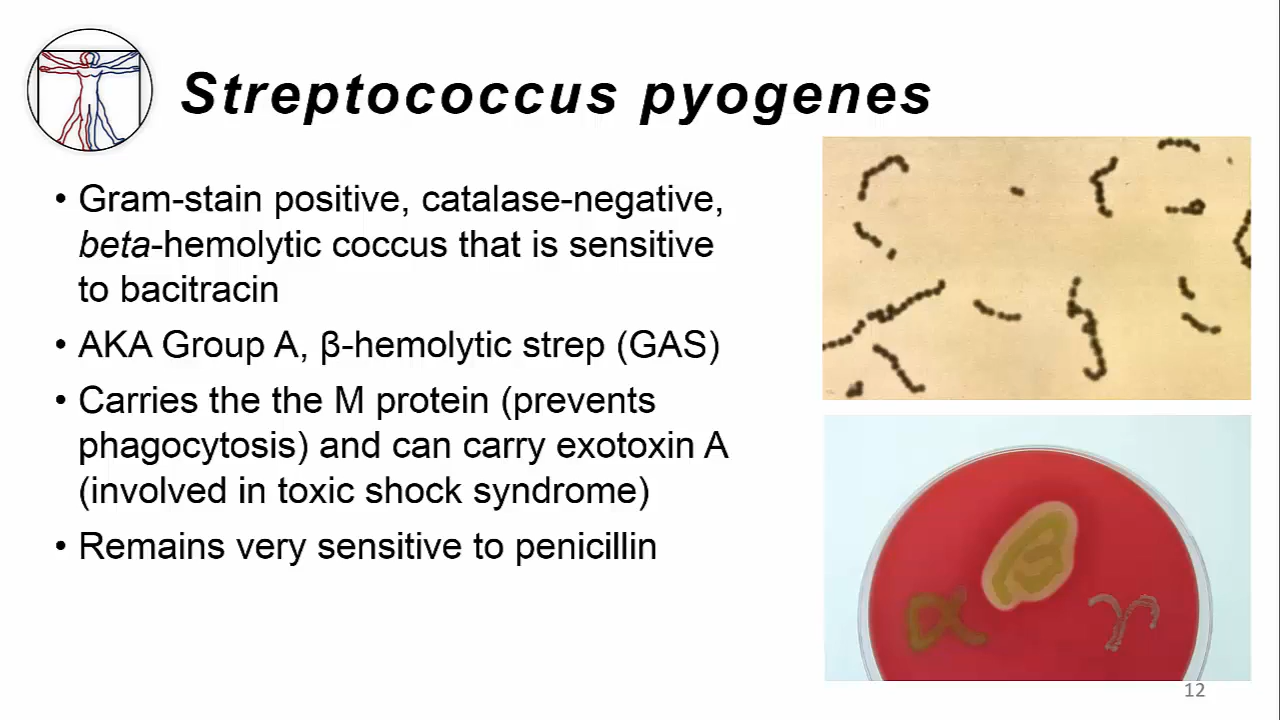 Streptococcus pyogenes
• Gram-stain positive, catalase-negative,
beta-hemolytic coccus that is sensitive
to bacitracin
• AKA Group A, β-hemolytic strep (GAS)
• Carries the the M protein (prevents
phagocytosis) and can carry exotoxin A
(involved in toxic shock syndrome)
• Remains very sensitive to penicillin
β
α γ
12